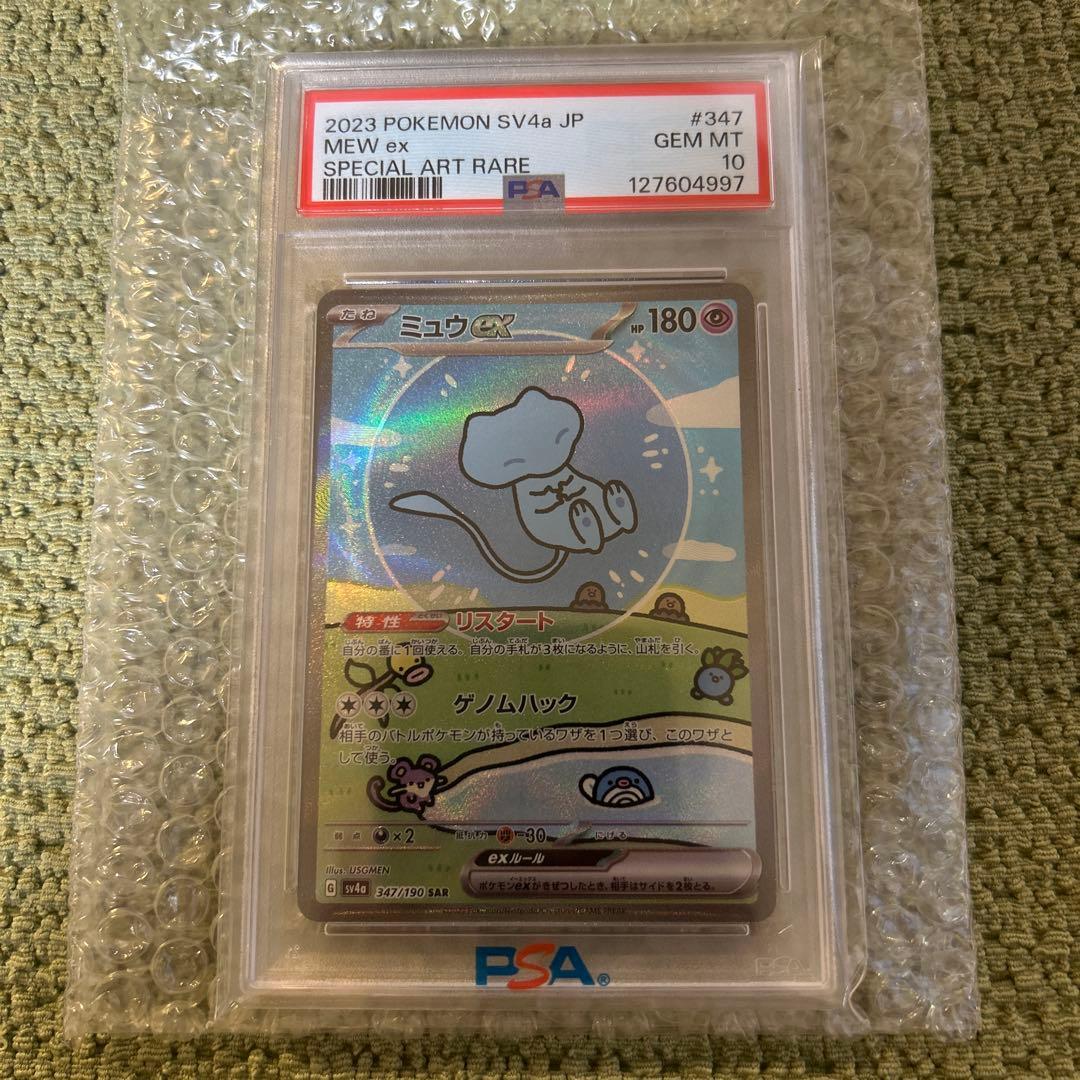 2023 POKEMON SV4a JP #347
MEW ex GEM MT
SPECIAL ART RARE 10
PSA 127604997
たね ミュウex HP 180
特性 リスタート
自分の番に1回使える。自分の手札が3枚になるように、山札を引く。
ゲノムハック
相手のバトルポケモンが持っているワザを1つ選び、このワザと
して使う。
弱点 ×2 抵抗力 -30 にげる
exルール
ポケモンexがきぜつしたとき、相手はサイドを2枚とる。
Illus. USGMEN
G sv4a 347/190 SAR
PSA®
PSA